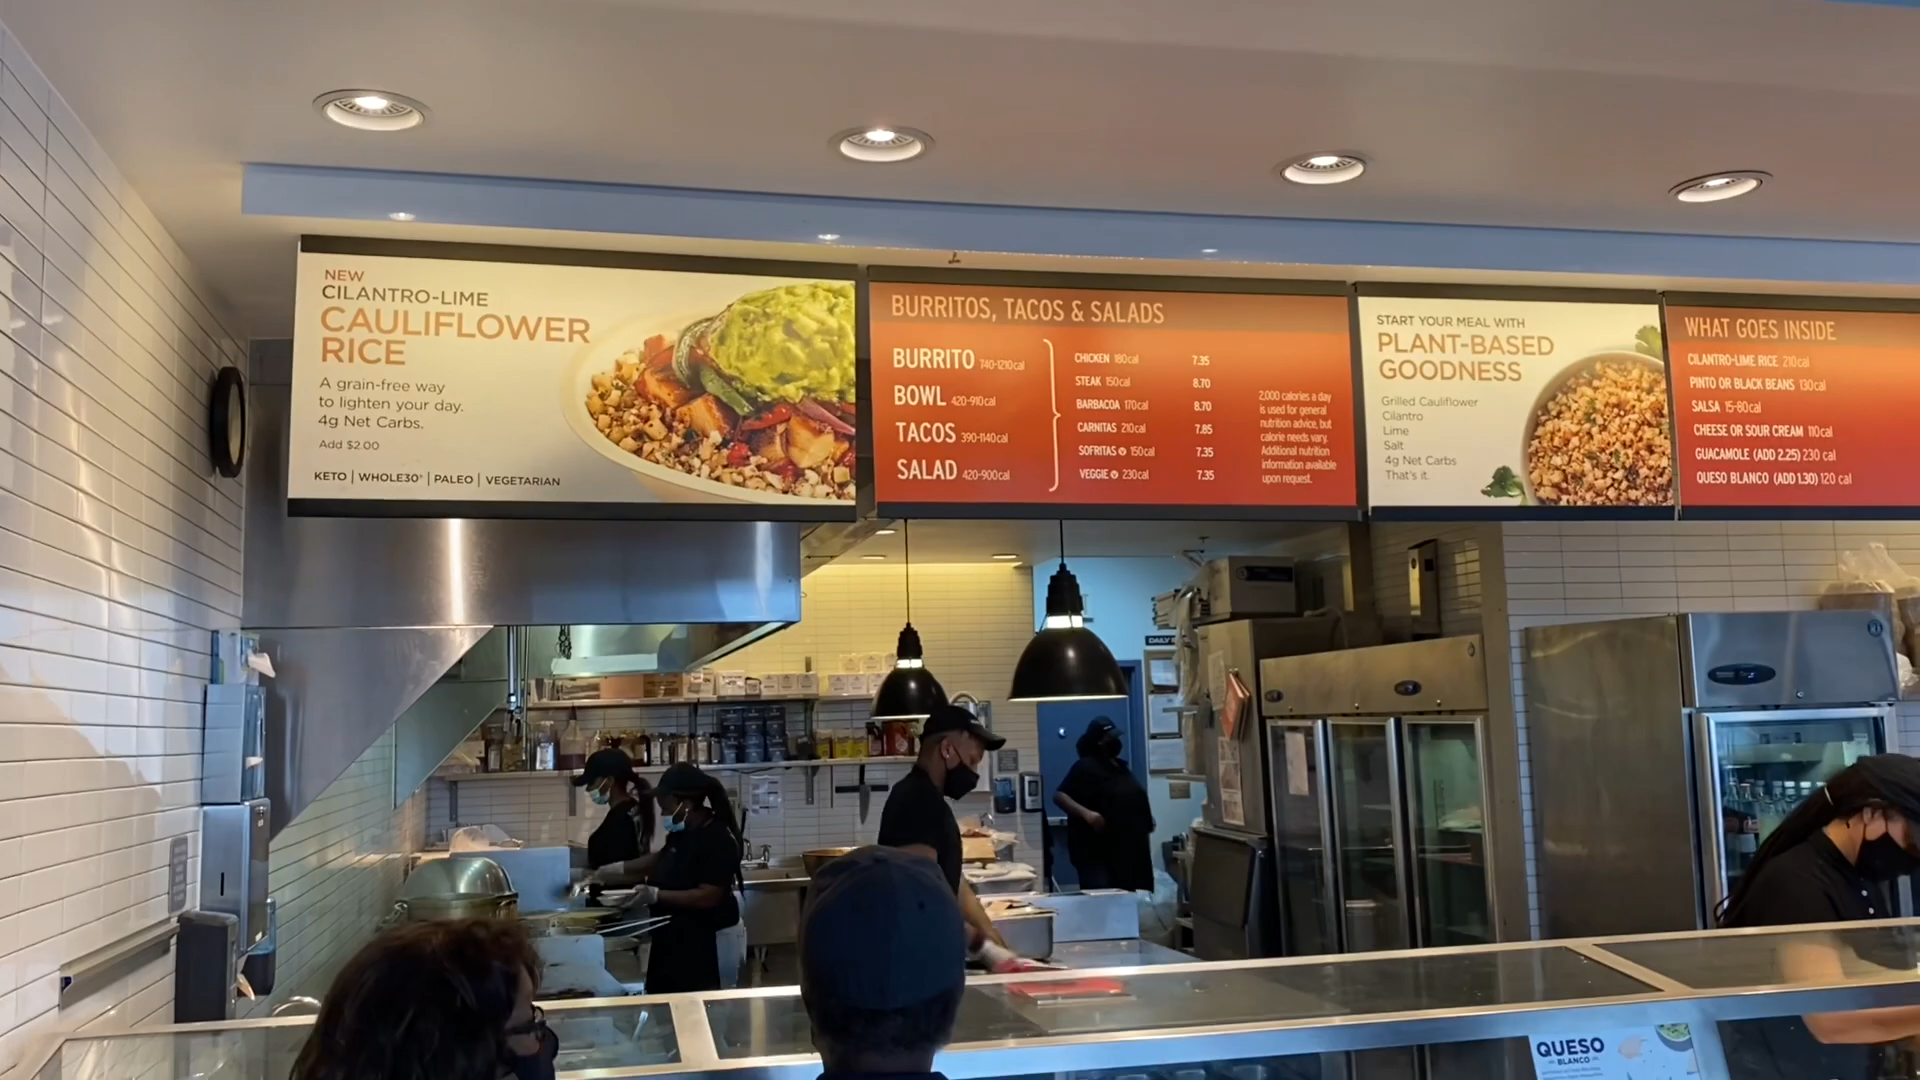 NEW
CILANTRO-LIME
CAULIFLOWER
RICE
A grain-free way
to lighten your day.
4g Net Carbs.
Add $2.00
KETO | WHOLE30® | PALEO | VEGETARIAN
BURRITOS, TACOS & SALADS
BURRITO 740-1210cal
BOWL 420-910cal
TACOS 390-1140cal
SALAD 420-900cal
CHICKEN 180cal 7.35
STEAK 150cal 8.70
BARBACOA 170cal 8.70
CARNITAS 210cal 7.85
SOFRITAS 150cal 7.35
VEGGIE 230cal 7.35
2,000 calories a day
is used for general
nutrition advice, but
calorie needs vary.
Additional nutrition
information available
upon request.
START YOUR MEAL WITH
PLANT-BASED
GOODNESS
Grilled Cauliflower
Cilantro
Lime
Salt
4g Net Carbs
That's it.
WHAT GOES INSIDE
CILANTRO-LIME RICE 210cal
PINTO OR BLACK BEANS 130cal
SALSA 15-80cal
CHEESE OR SOUR CREAM 110cal
GUACAMOLE (ADD 2.25) 230 cal
QUESO BLANCO (ADD 1.30) 120 cal
DAILY
QUESO
BLANCO